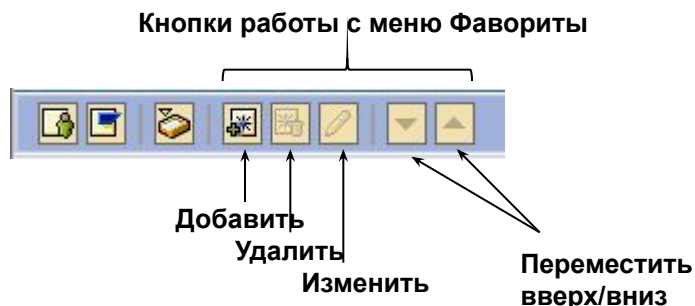 Кнопки работы с меню Фавориты
Добавить
Удалить
Изменить
Переместить
вверх/вниз